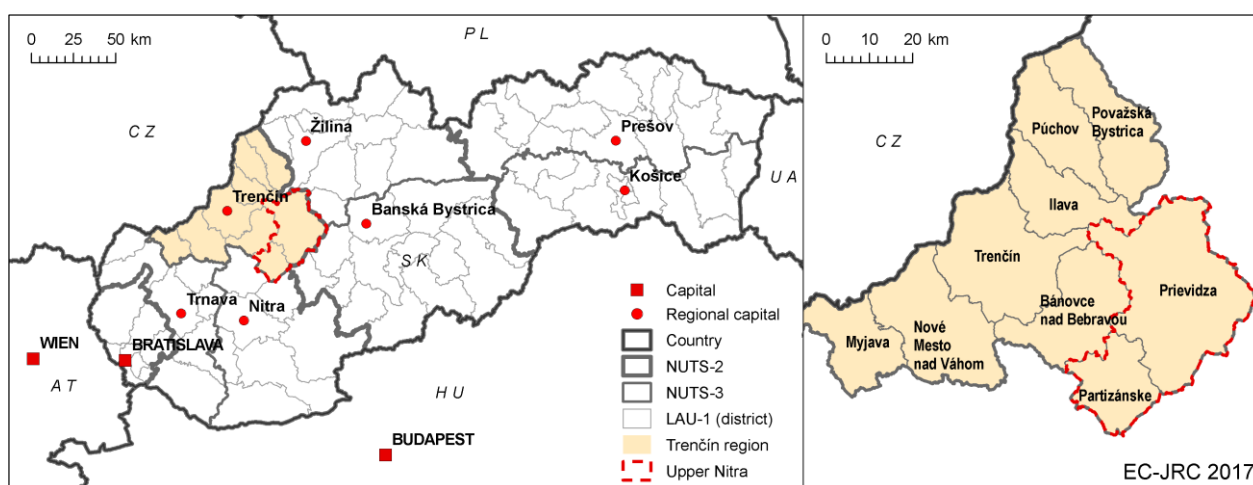 0 25 50 km
P L
C Z
Žilina
Prešov
Košice
U A
Trenčín
Banská Bystrica
S K
Trnava
Nitra
WIEN
BRATISLAVA
A T
H U
BUDAPEST
Capital
Regional capital
Country
NUTS-2
NUTS-3
LAU-1 (district)
Trenčín region
Upper Nitra
0 10 20 km
C Z
Púchov
Považská
Bystrica
Ilava
Trenčín
Prievidza
Bánovce
nad Bebravou
Myjava
Nové
Mesto
nad Váhom
Partizánske
EC-JRC 2017